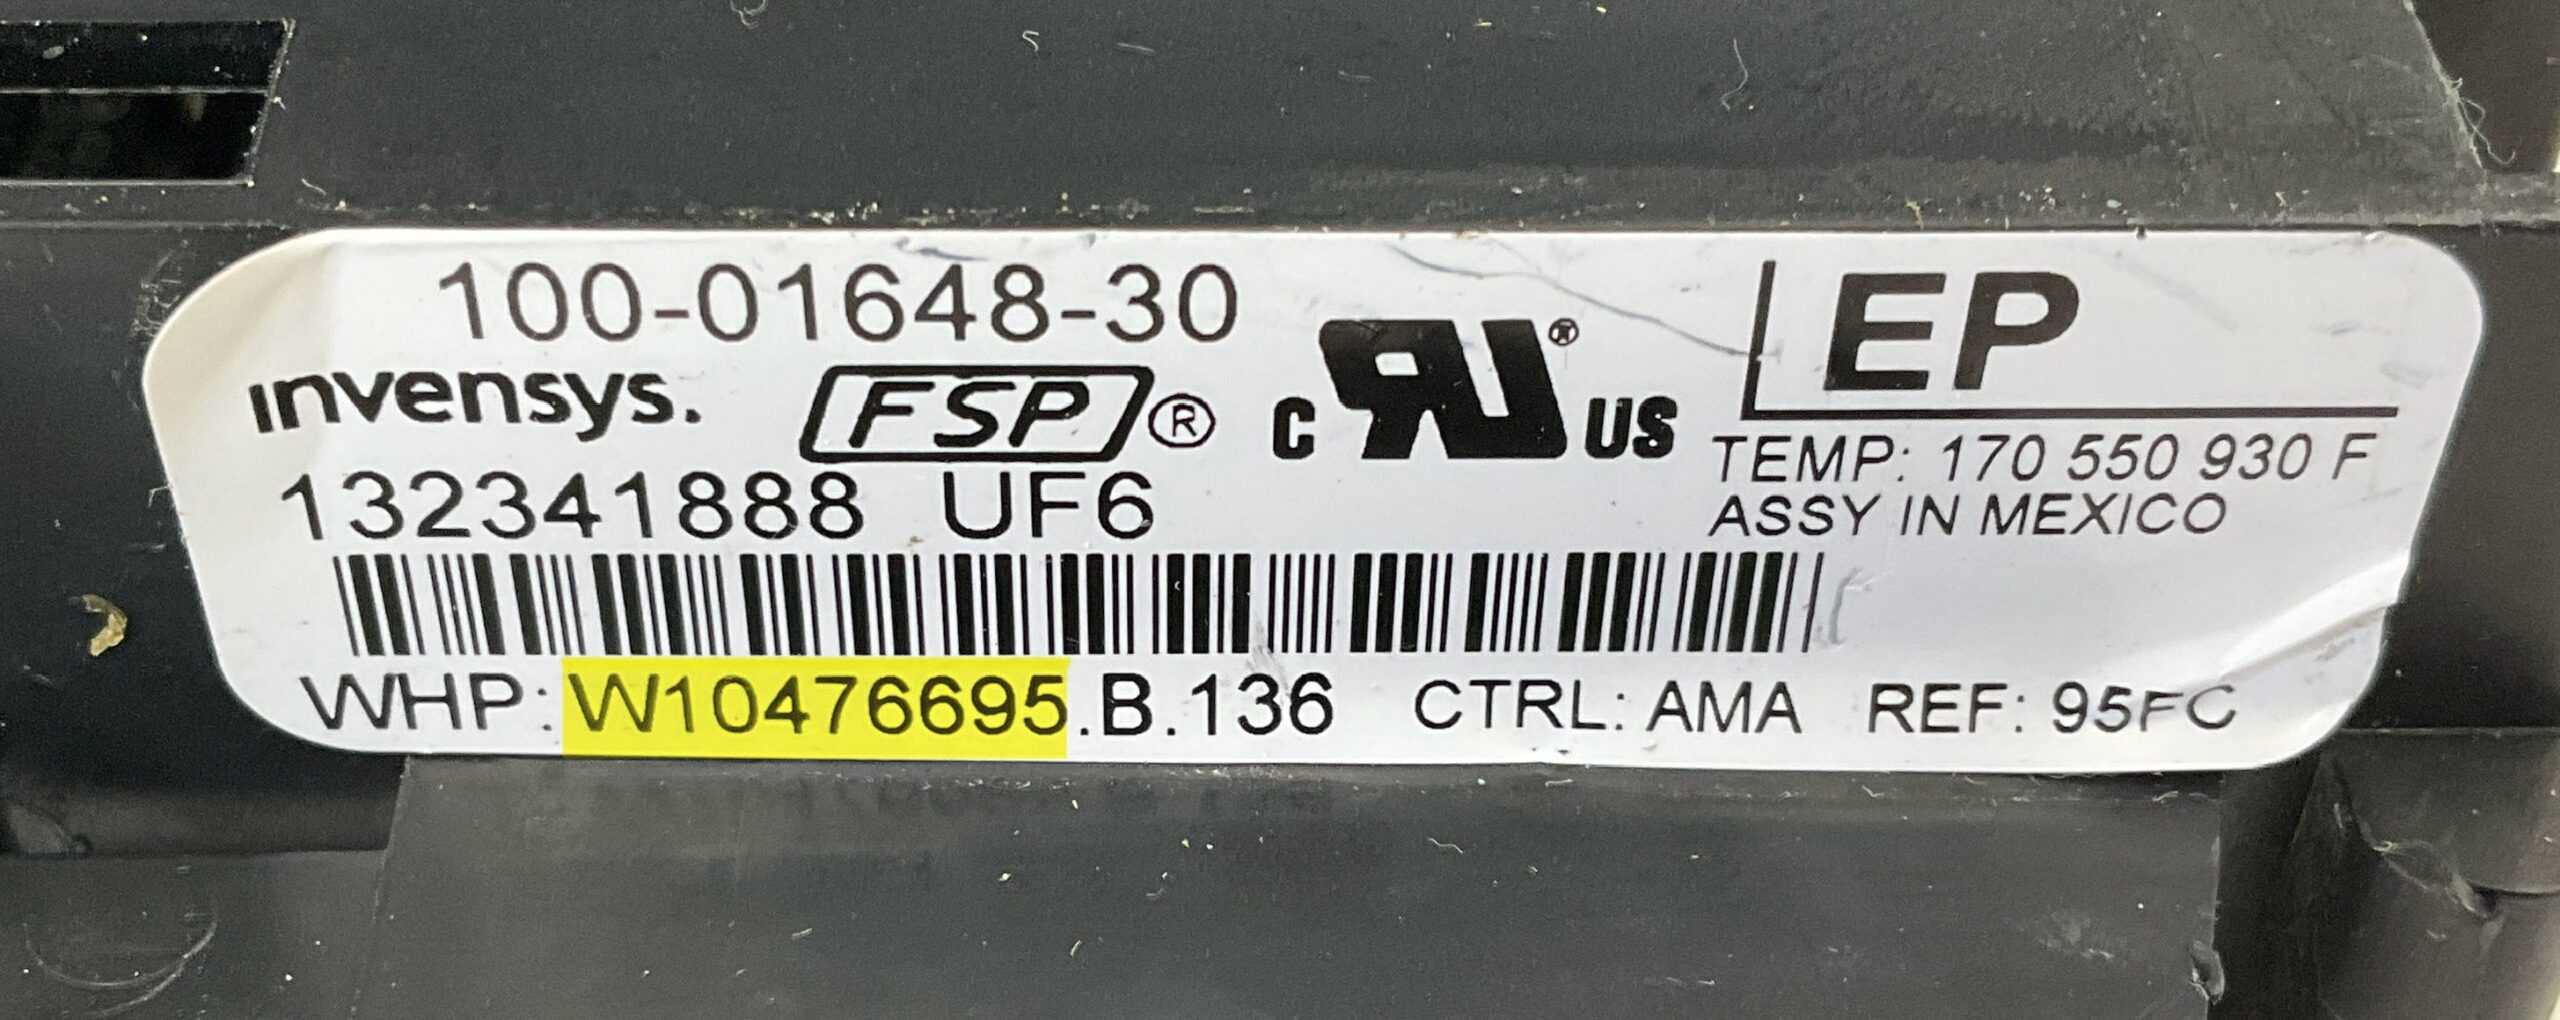 100-01648-30
invensys. FSP® c RU® US EP
TEMP: 170 550 930 F
132341888 UF6
ASSY IN MEXICO
WHP: W10476695.B.136 CTRL: AMA REF: 95FC